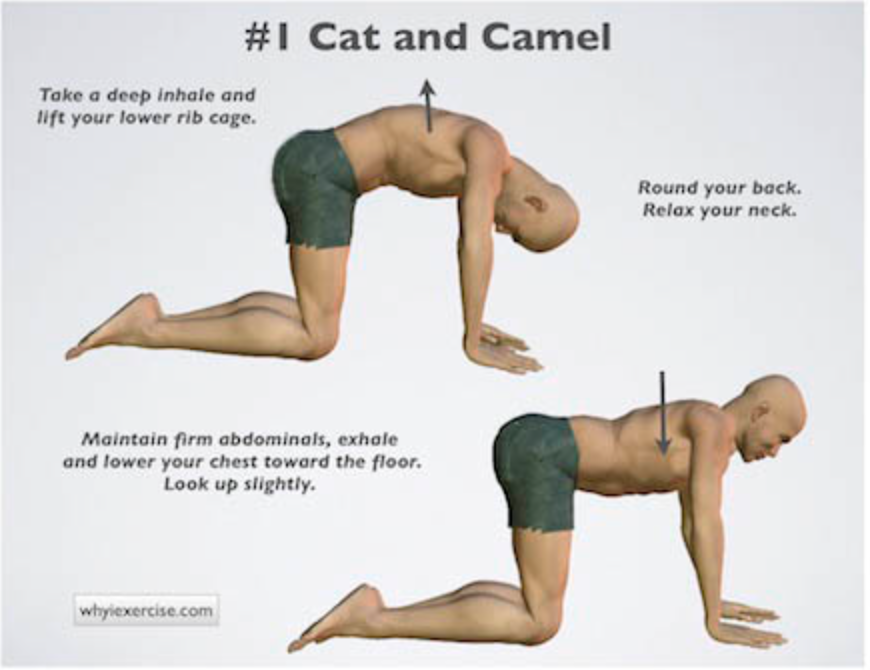 #1 Cat and Camel
Take a deep inhale and
lift your lower rib cage.
Round your back.
Relax your neck.
Maintain firm abdominals, exhale
and lower your chest toward the floor.
Look up slightly.
whyiexercise.com